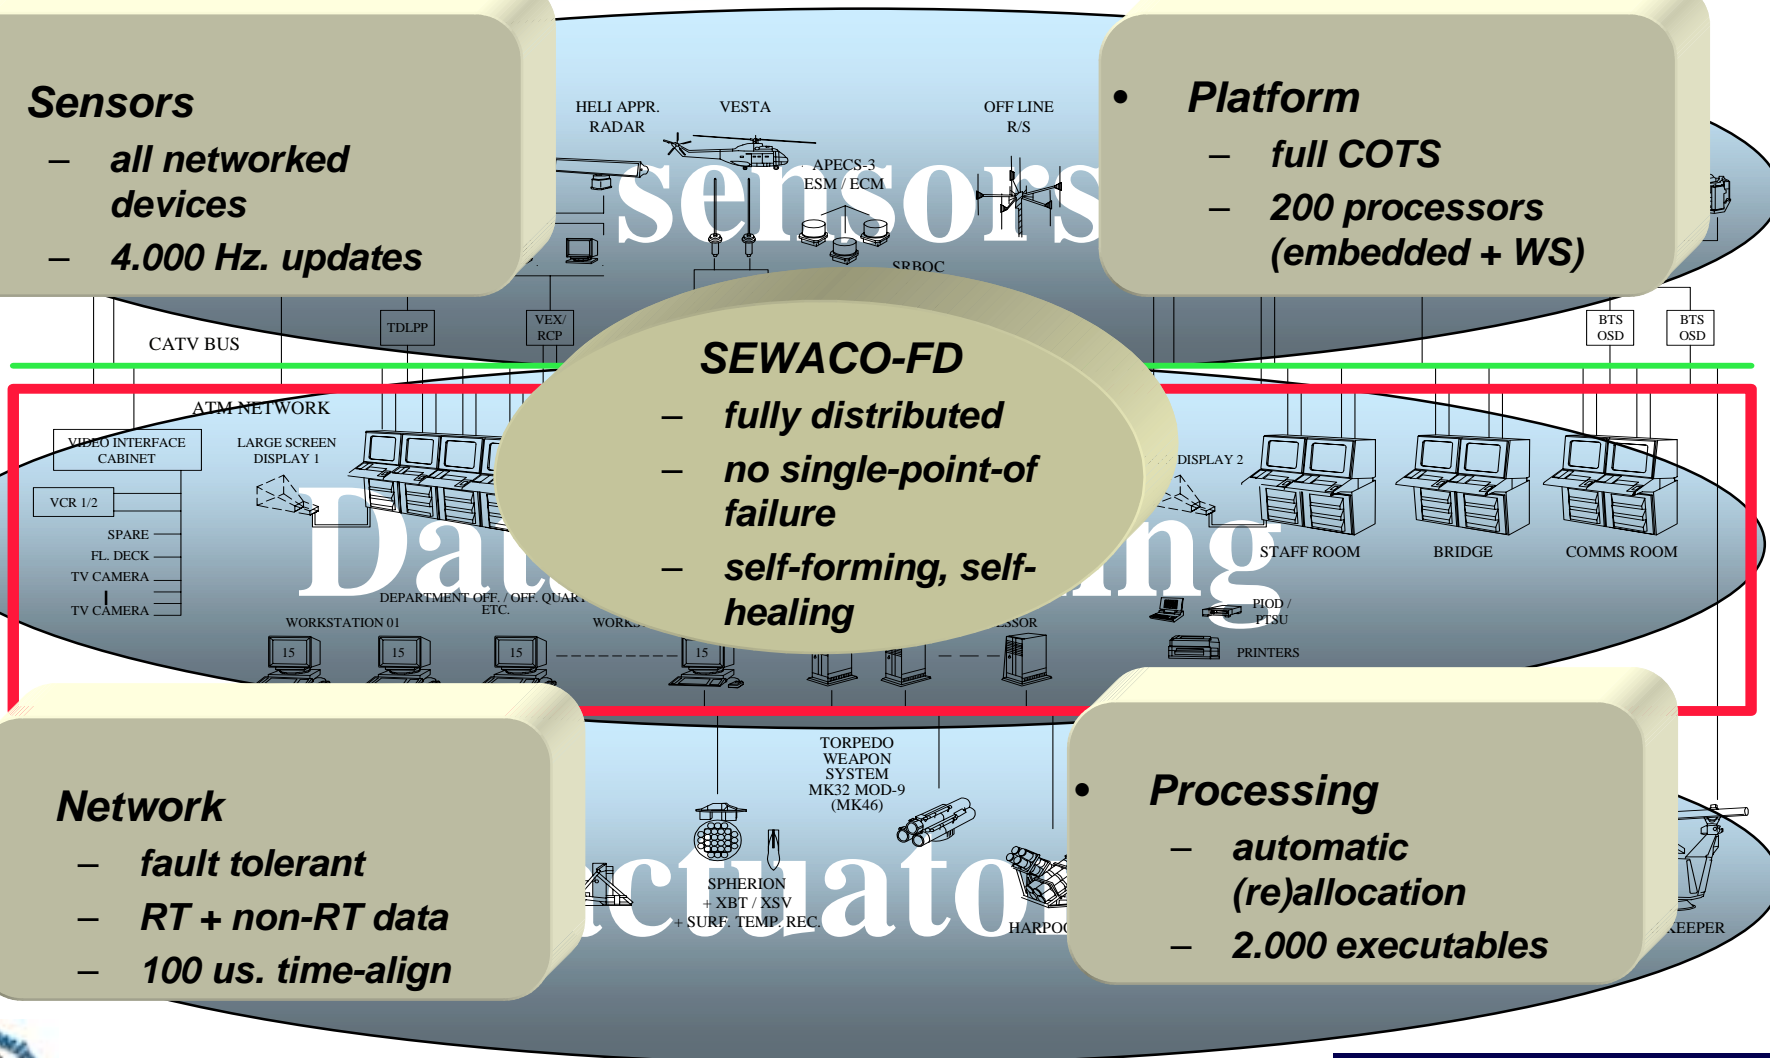 Sensors
– all networked
devices
– 4.000 Hz. updates
HELI APPR.
RADAR
VESTA
APECS-3
ESM / ECM
OFF LINE
R/S
SRBOC
sensors
• Platform
– full COTS
– 200 processors
(embedded + WS)
TDLPP
VEX/
RCP
BTS
OSD
BTS
OSD
CATV BUS
SEWACO-FD
– fully distributed
– no single-point-of
failure
– self-forming, self-
healing
ATM NETWORK
VIDEO INTERFACE
CABINET
LARGE SCREEN
DISPLAY 1
DISPLAY 2
VCR 1/2
SPARE
FL. DECK
TV CAMERA
TV CAMERA
STAFF ROOM
BRIDGE
COMMS ROOM
DEPARTMENT OFF. / OFF. QUART
ETC.
WORKSTATION 01
PIOD /
PTSU
PRINTERS
15
15
15
15
Network
– fault tolerant
– RT + non-RT data
– 100 us. time-align
TORPEDO
WEAPON
SYSTEM
MK32 MOD-9
(MK46)
SPHERION
+ XBT / XSV
+ SURF. TEMP. REC.
• Processing
– automatic
(re)allocation
– 2.000 executables